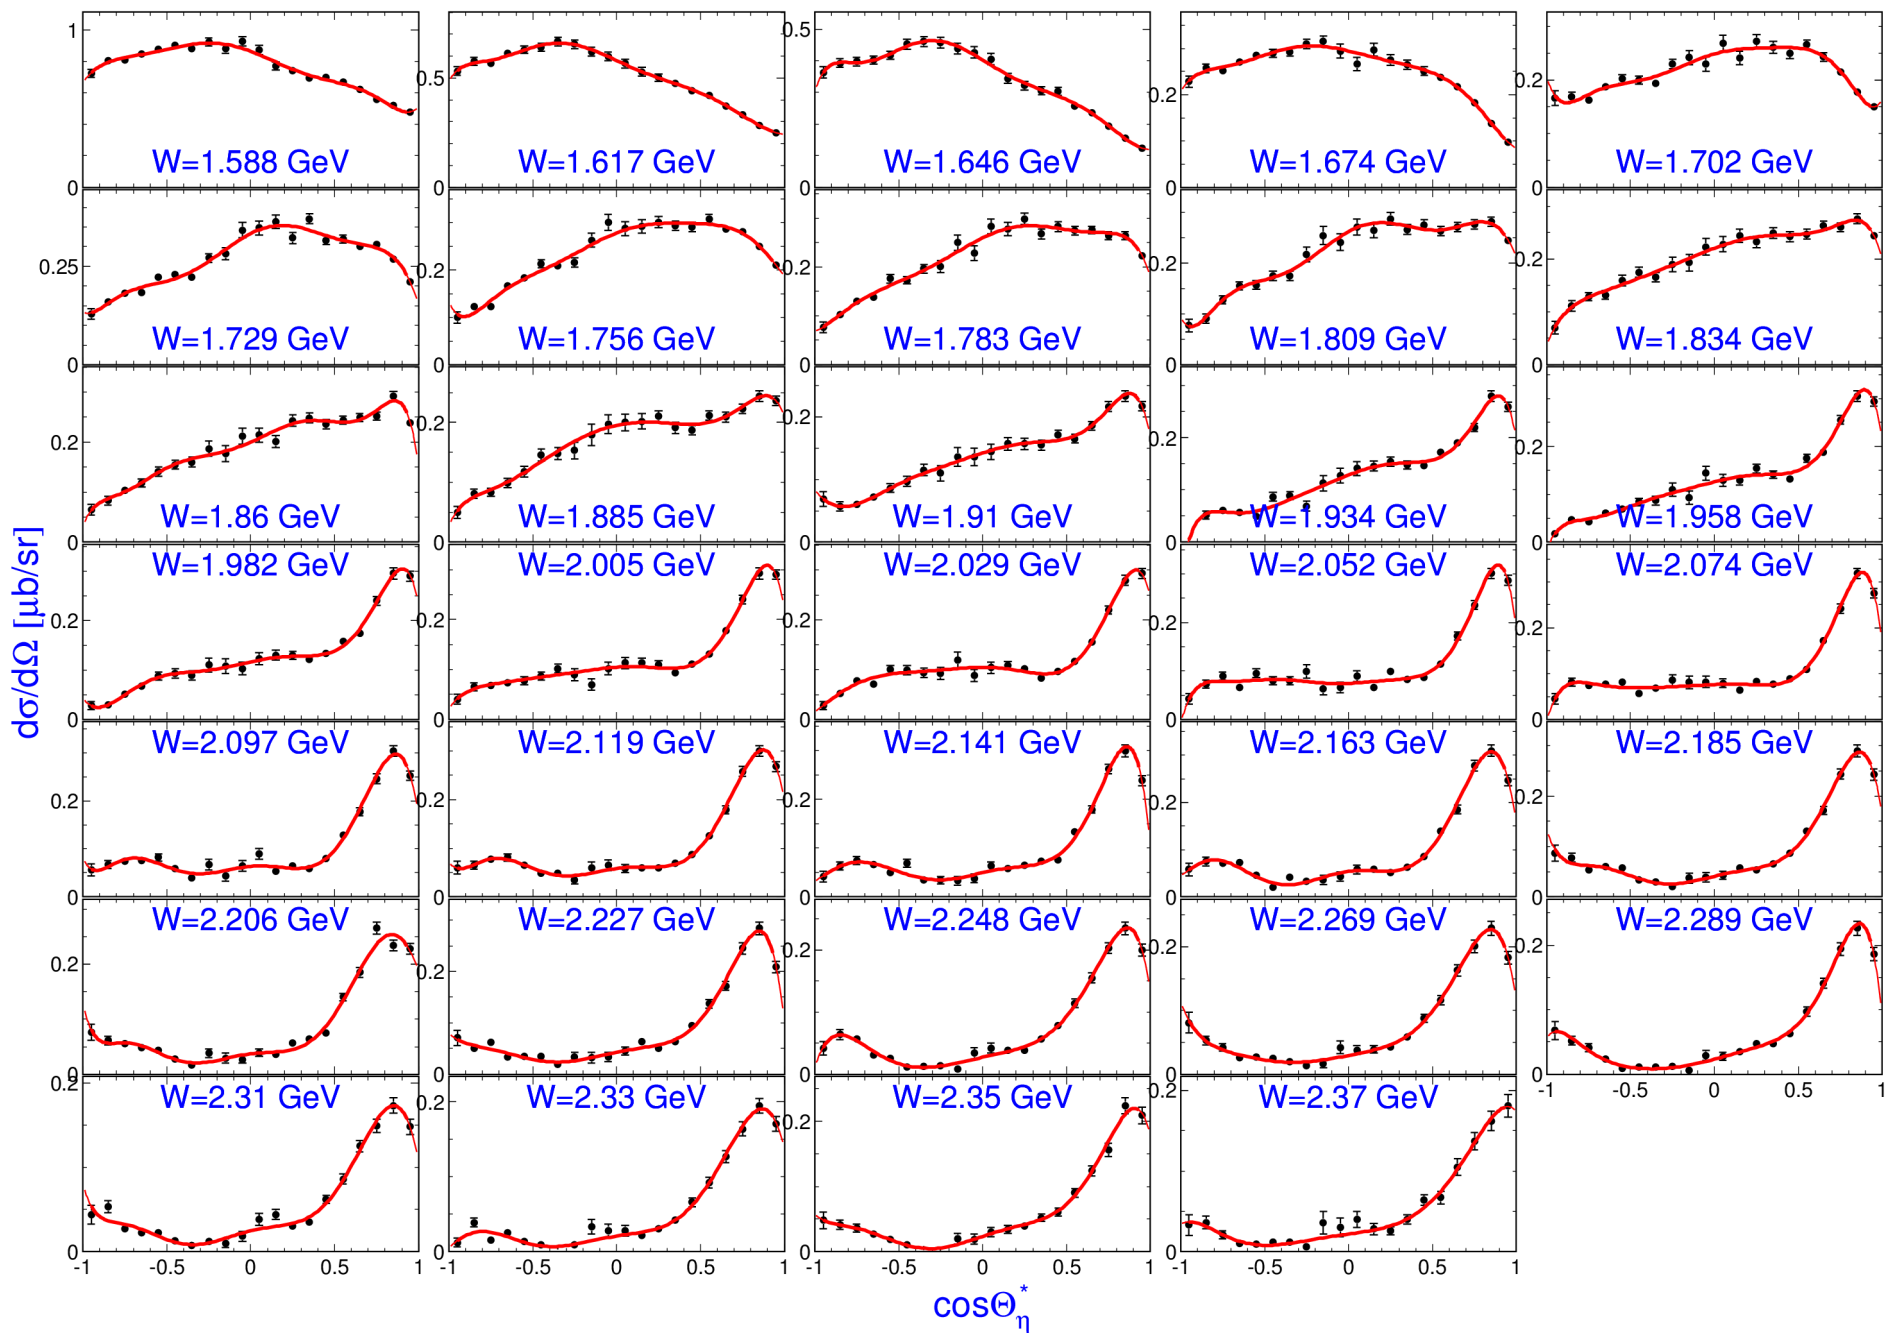 1
0
W=1.588 GeV
0.5
0
W=1.617 GeV
0.5
0
W=1.646 GeV
0.2
0
W=1.674 GeV
0.2
0
W=1.702 GeV
0.25
0
W=1.729 GeV
0.2
0
W=1.756 GeV
0.2
0
W=1.783 GeV
0.2
0
W=1.809 GeV
0.2
0
W=1.834 GeV
0.2
0
W=1.86 GeV
0.2
0
W=1.885 GeV
0.2
0
W=1.91 GeV
0.2
0
W=1.934 GeV
0.2
0
W=1.958 GeV
dσ/dΩ [μb/sr]
W=1.982 GeV
0.2
0
W=2.005 GeV
0.2
0
W=2.029 GeV
0.2
0
W=2.052 GeV
0.2
0
W=2.074 GeV
0.2
0
W=2.097 GeV
0.2
0
W=2.119 GeV
0.2
0
W=2.141 GeV
0.2
0
W=2.163 GeV
0.2
0
W=2.185 GeV
0.2
0
W=2.206 GeV
0.2
0
W=2.227 GeV
0.2
0
W=2.248 GeV
0.2
0
W=2.269 GeV
0.2
0
W=2.289 GeV
0.2
0
-1 -0.5 0 0.5 1
W=2.31 GeV
0.2
0
-1 -0.5 0 0.5 1
W=2.33 GeV
0.2
0
-1 -0.5 0 0.5 1
W=2.35 GeV
0.2
0
-1 -0.5 0 0.5 1
W=2.37 GeV
0.2
0
-1 -0.5 0 0.5 1
cosΘ*η